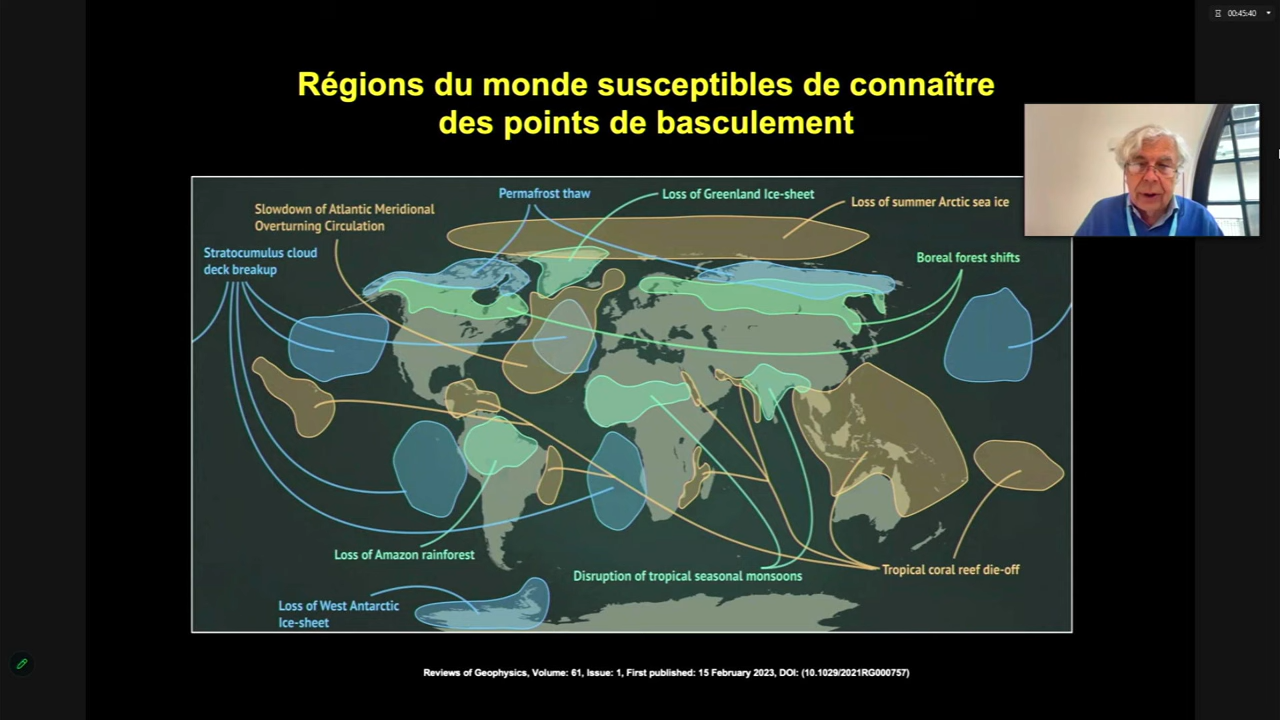 00:45:40
Régions du monde susceptibles de connaître
des points de basculement
Permafrost thaw
Loss of Greenland Ice-sheet
Loss of summer Arctic sea ice
Slowdown of Atlantic Meridional
Overturning Circulation
Stratocumulus cloud
deck breakup
Boreal forest shifts
Loss of Amazon rainforest
Disruption of tropical seasonal monsoons
Tropical coral reef die-off
Loss of West Antarctic
Ice-sheet
Reviews of Geophysics, Volume: 61, Issue: 1, First published: 15 February 2023, DOI: (10.1029/2021RG000757)